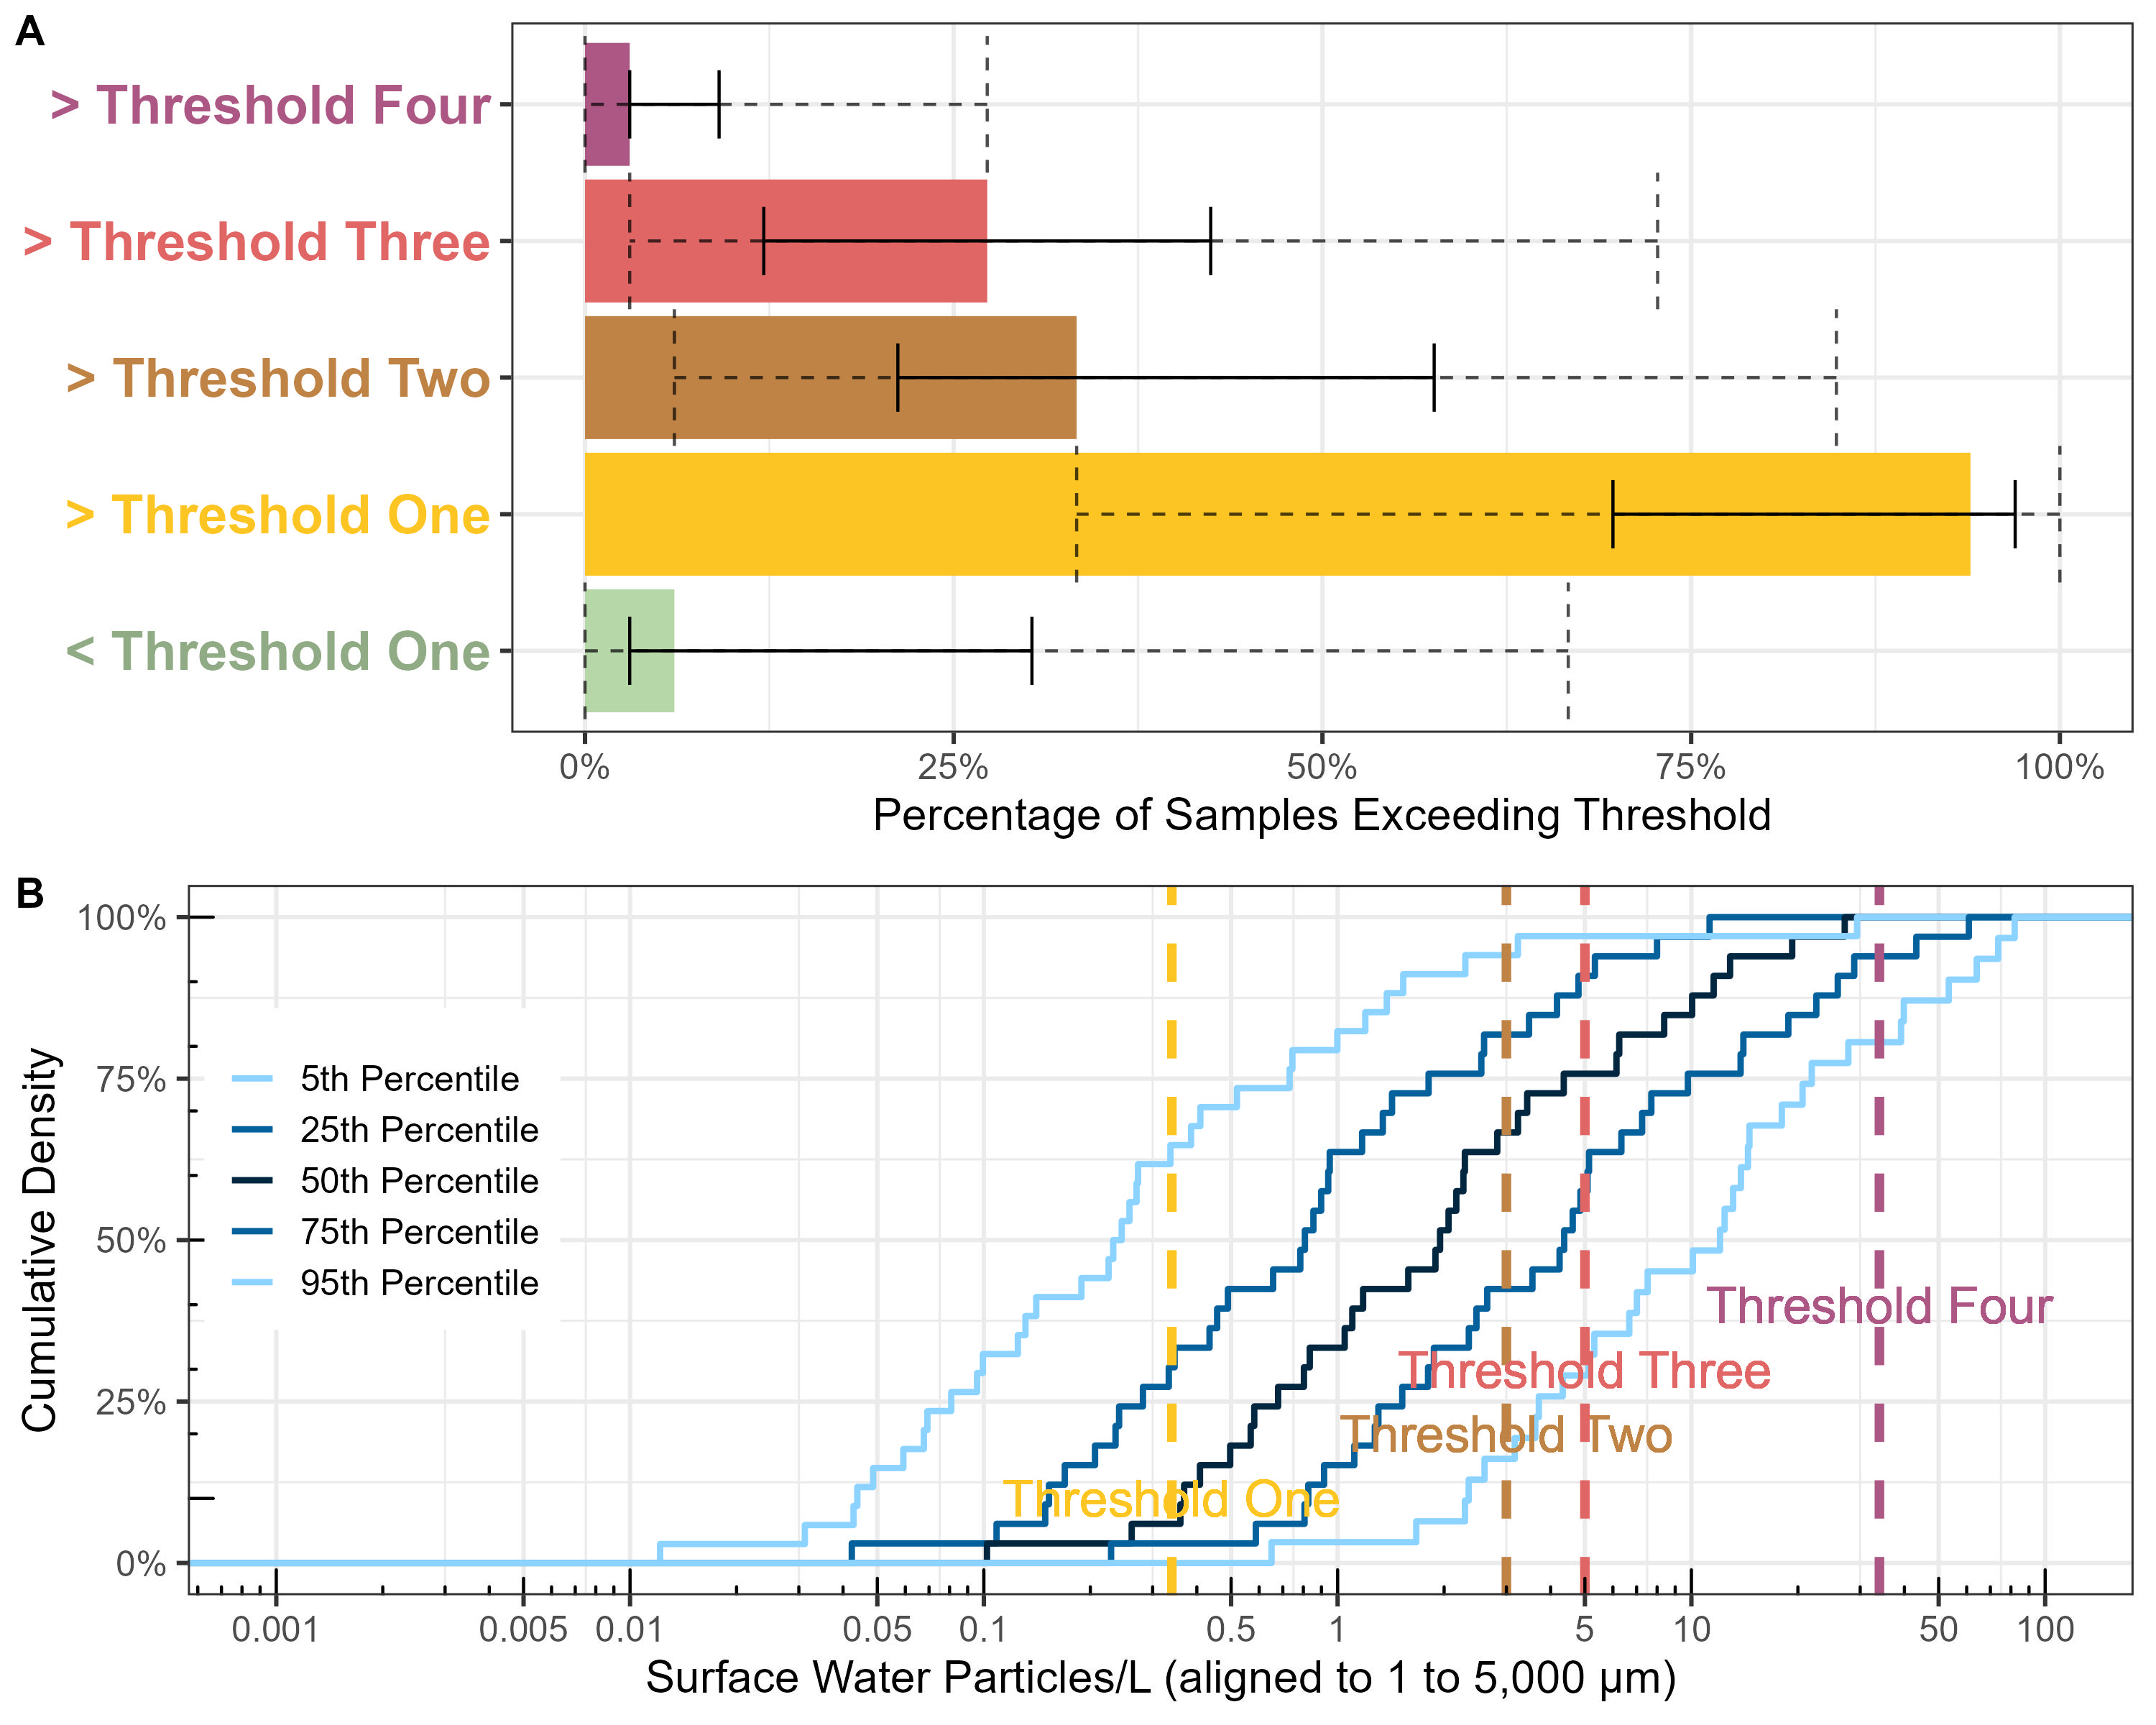 A
> Threshold Four
> Threshold Three
> Threshold Two
> Threshold One
< Threshold One
0% 25% 50% 75% 100%
Percentage of Samples Exceeding Threshold
B
Cumulative Density
100%
75%
50%
25%
0%
5th Percentile
25th Percentile
50th Percentile
75th Percentile
95th Percentile
Threshold Four
Threshold Three
Threshold Two
Threshold One
0.001 0.005 0.01 0.05 0.1 0.5 1 5 10 50 100
Surface Water Particles/L (aligned to 1 to 5,000 µm)